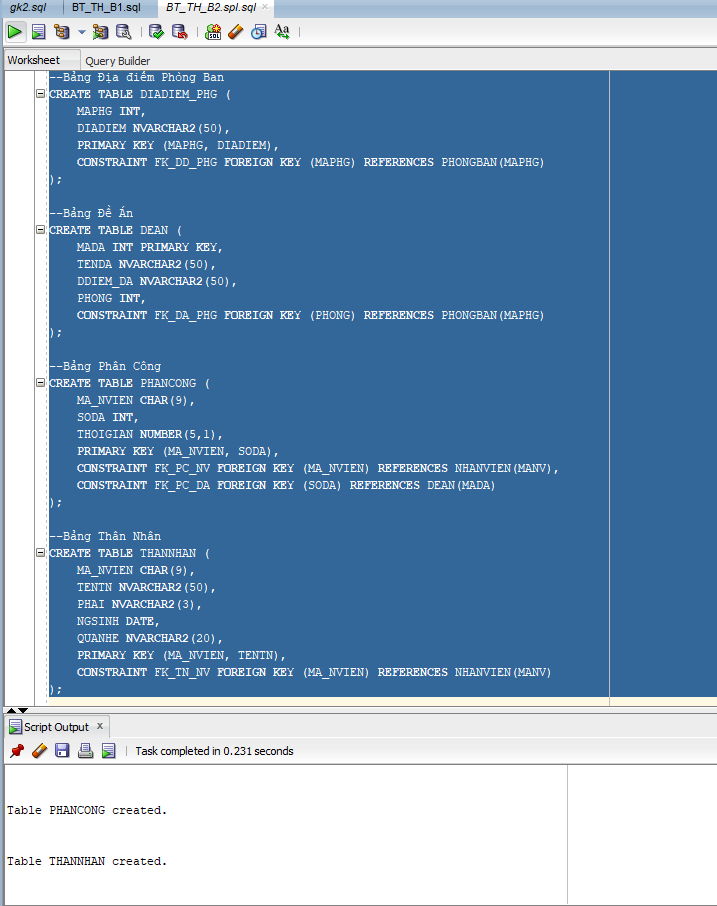 gk2.sql BT_TH_B1.sql BT_TH_B2.spl.sql
SQL Aa
Worksheet Query Builder
--Bảng Địa điểm Phòng Ban
CREATE TABLE DIADIEM_PHG (
MAPHG INT,
DIADIEM NVARCHAR2(50),
PRIMARY KEY (MAPHG, DIADIEM),
CONSTRAINT FK_DD_PHG FOREIGN KEY (MAPHG) REFERENCES PHONGBAN(MAPHG)
);
--Bảng Đề Án
CREATE TABLE DEAN (
MADA INT PRIMARY KEY,
TENDA NVARCHAR2(50),
DDIEM_DA NVARCHAR2(50),
PHONG INT,
CONSTRAINT FK_DA_PHG FOREIGN KEY (PHONG) REFERENCES PHONGBAN(MAPHG)
);
--Bảng Phân Công
CREATE TABLE PHANCONG (
MA_NVIEN CHAR(9),
SODA INT,
THOIGIAN NUMBER(5,1),
PRIMARY KEY (MA_NVIEN, SODA),
CONSTRAINT FK_PC_NV FOREIGN KEY (MA_NVIEN) REFERENCES NHANVIEN(MANV),
CONSTRAINT FK_PC_DA FOREIGN KEY (SODA) REFERENCES DEAN(MADA)
);
--Bảng Thân Nhân
CREATE TABLE THANNHAN (
MA_NVIEN CHAR(9),
TENTN NVARCHAR2(50),
PHAI NVARCHAR2(3),
NGSINH DATE,
QUANHE NVARCHAR2(20),
PRIMARY KEY (MA_NVIEN, TENTN),
CONSTRAINT FK_TN_NV FOREIGN KEY (MA_NVIEN) REFERENCES NHANVIEN(MANV)
);
Script Output x
Task completed in 0.231 seconds
Table PHANCONG created.
Table THANNHAN created.